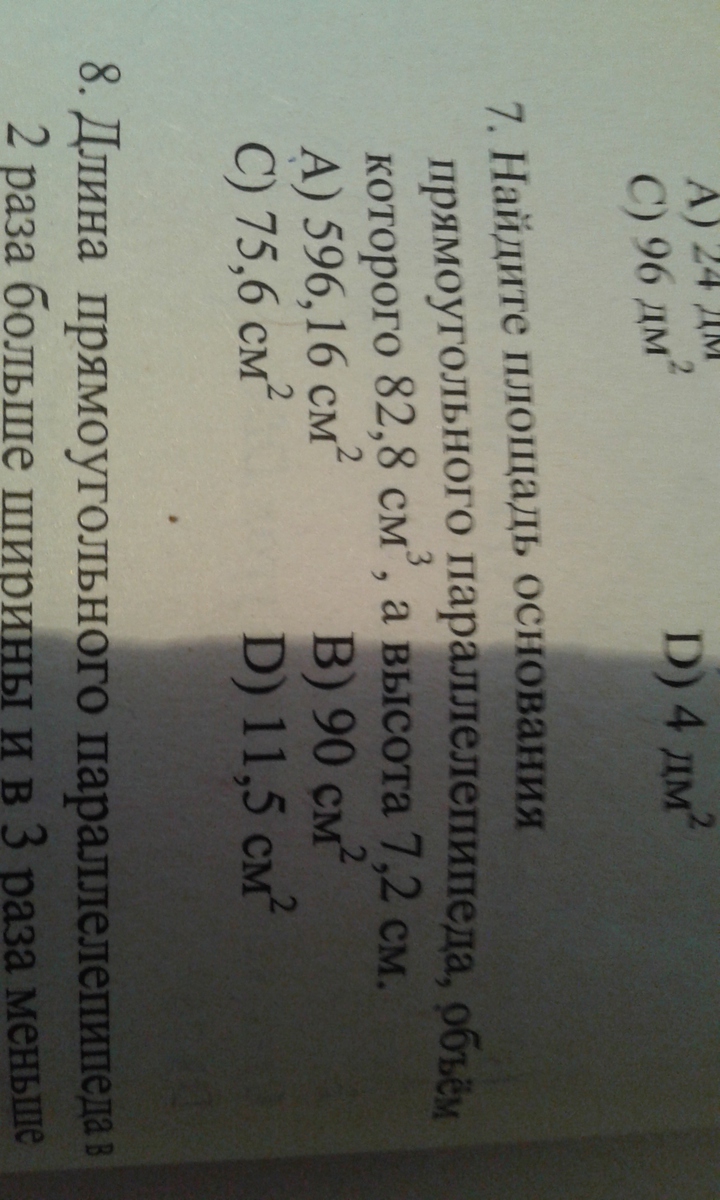 A) 24 дм
C) 96 дм² D) 4 дм²
7. Найдите площадь основания
прямоугольного параллелепипеда, объём
которого 82,8 см³, а высота 7,2 см.
A) 596,16 см² B) 90 см²
C) 75,6 см² D) 11,5 см²
8. Длина прямоугольного параллелепипеда в
2 раза больше ширины и в 3 раза меньше